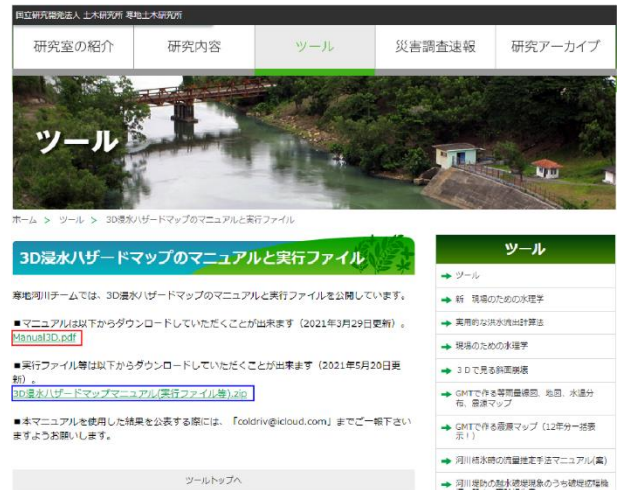 国立研究開発法人 土木研究所 寒地土木研究所
研究室の紹介
研究内容
ツール
災害調査速報
研究アーカイブ
ツール
ホーム > ツール > 3D浸水ハザードマップのマニュアルと実行ファイル
3D浸水ハザードマップのマニュアルと実行ファイル
寒地河川チームでは、3D浸水ハザードマップのマニュアルと実行ファイルを公開しています。
■マニュアルは以下からダウンロードしていただくことが出来ます（2021年3月29日更新）。
Manual3D.pdf
■実行ファイル等は以下からダウンロードしていただくことが出来ます（2021年5月20日更
新）。
3D浸水ハザードマップマニュアル(実行ファイル等).zip
■本マニュアルを使用した結果を公表する際には、「coldriv@icloud.com」までご一報下さい
ますようお願いします。
ツールトップへ
ツール
ツール
新　現場のための水理学
実用的な洪水流出計算法
現場のための水理学
３Ｄで見る斜面崩壊
GMTで作る等雨量線図、地図、水温分
布、震源マップ
GMTで作る震源マップ（12年分一括表
示！）
河川結氷時の流量推定手法マニュアル(案)